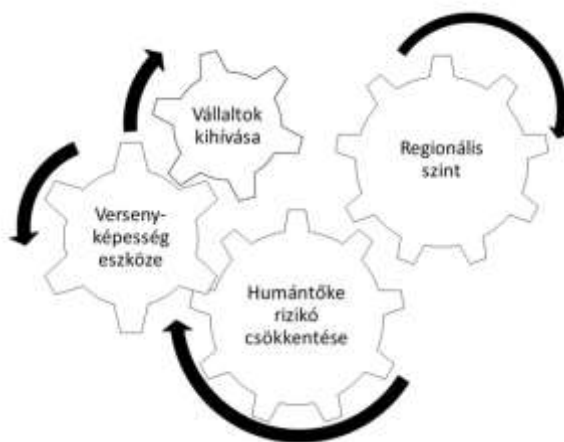 Vállaltok
kihívása
Regionális
szint
Verseny-
képesség
eszköze
Humántőke
rizikó
csökkentése